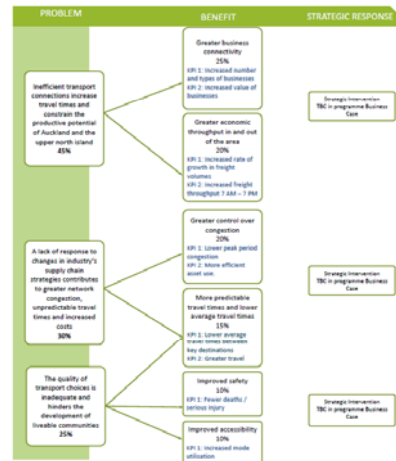 PROBLEM
BENEFIT
STRATEGIC RESPONSE
Inefficient transport
connections increase
travel times and
constrain the
productive potential
of Auckland and the
upper north island
45%
Greater business
connectivity
25%
KPI 1: Increased number
and types of businesses
KPI 2: Increased value of
businesses
Strategic Intervention
TBC in programme Business
Case
Greater economic
throughput in and out
of the area
20%
KPI 1: Increased rate of
growth in freight
volumes
KPI 2: Increased freight
throughput 7 AM – 7 PM
A lack of response to
changes in industry's
supply chain
strategies contributes
to greater network
congestion,
unpredictable travel
times and increased
costs
30%
Greater control over
congestion
20%
KPI 1: Lower peak period
congestion
KPI 2: More efficient
asset use.
Strategic Intervention
TBC in programme Business
Case
More predictable
travel times and lower
average travel times
15%
KPI 1: Lower average
travel times between
key destinations
KPI 2: Greater travel
The quality of
transport choices is
inadequate and
hinders the
development of
liveable communities
25%
Improved safety
10%
KPI 1: Fewer deaths /
serious injury
Strategic Intervention
TBC in programme Business
Case
Improved accessibility
10%
KPI 1: Increased mode
utilisation